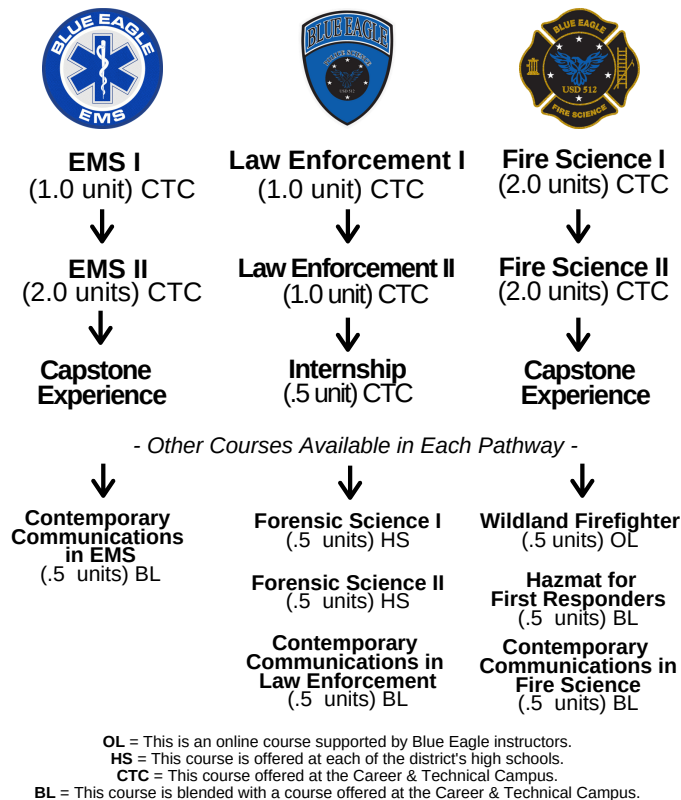 BLUE EAGLE
EMS
BLUE EAGLE
POLICE SCIENCE
USD 512
BLUE EAGLE
USD 512
FIRE SCIENCE
EMS I
(1.0 unit) CTC
EMS II
(2.0 units) CTC
Capstone
Experience
Law Enforcement I
(1.0 unit) CTC
Law Enforcement II
(1.0 unit) CTC
Internship
(.5 unit) CTC
Fire Science I
(2.0 units) CTC
Fire Science II
(2.0 units) CTC
Capstone
Experience
- Other Courses Available in Each Pathway -
Contemporary
Communications
in EMS
(.5 units) BL
Forensic Science I
(.5 units) HS
Forensic Science II
(.5 units) HS
Contemporary
Communications in
Law Enforcement
(.5 units) BL
Wildland Firefighter
(.5 units) OL
Hazmat for
First Responders
(.5 units) BL
Contemporary
Communications in
Fire Science
(.5 units) BL
OL = This is an online course supported by Blue Eagle instructors.
HS = This course is offered at each of the district's high schools.
CTC = This course offered at the Career & Technical Campus.
BL = This course is blended with a course offered at the Career & Technical Campus.